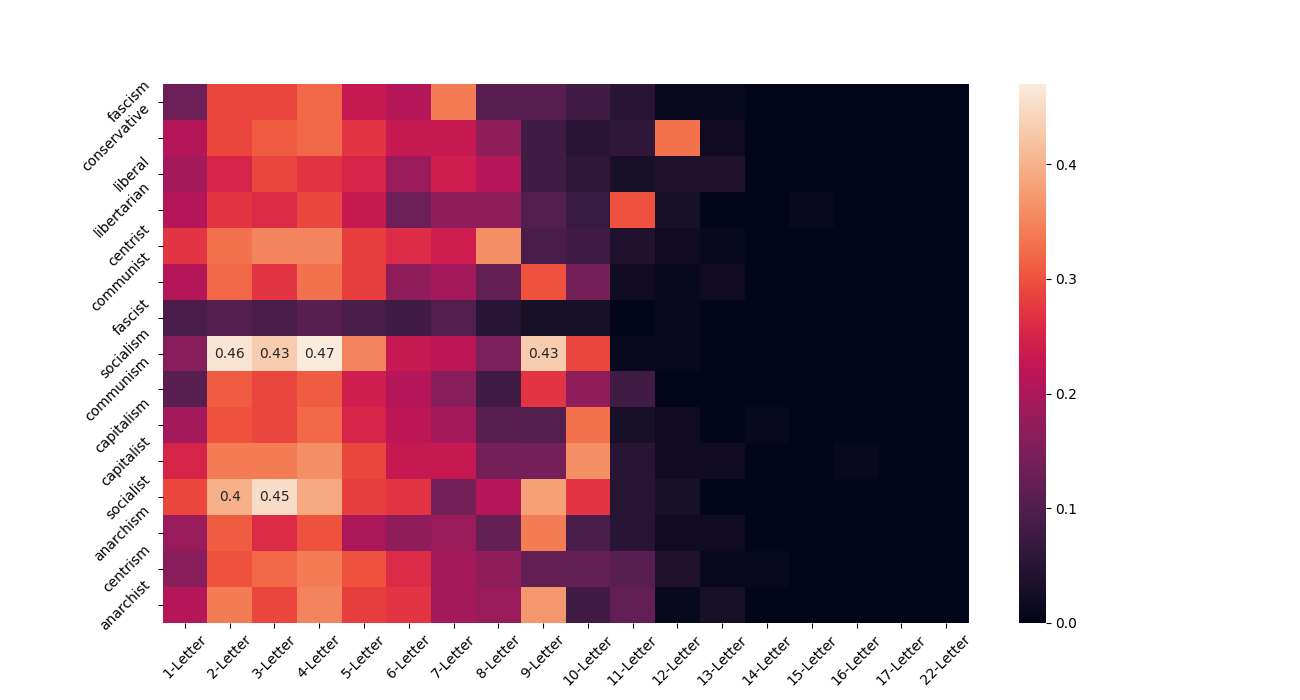 fascism
conservative
liberal
libertarian
centrist
communist
fascist
socialism
communism
capitalism
capitalist
socialist
anarchism
centrism
anarchist
0.46 0.43 0.47 0.43
0.4 0.45
1-Letter 2-Letter 3-Letter 4-Letter 5-Letter 6-Letter 7-Letter 8-Letter 9-Letter 10-Letter 11-Letter 12-Letter 13-Letter 14-Letter 15-Letter 16-Letter 17-Letter 22-Letter
0.4
0.3
0.2
0.1
0.0